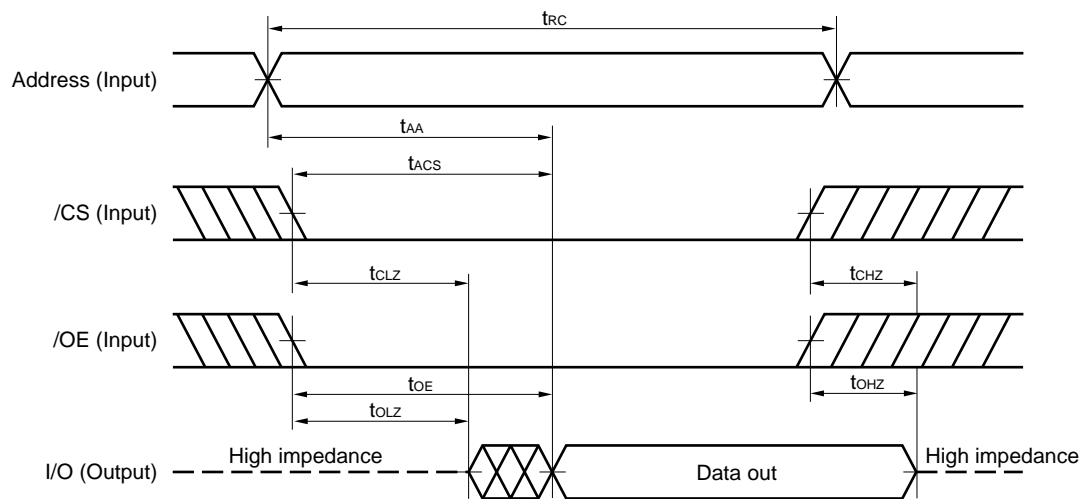 tRC
Address (Input)
tAA
tACS
/CS (Input)
tCLZ
tCHZ
/OE (Input)
tOE
tOHZ
tOLZ
High impedance
High impedance
I/O (Output)
Data out